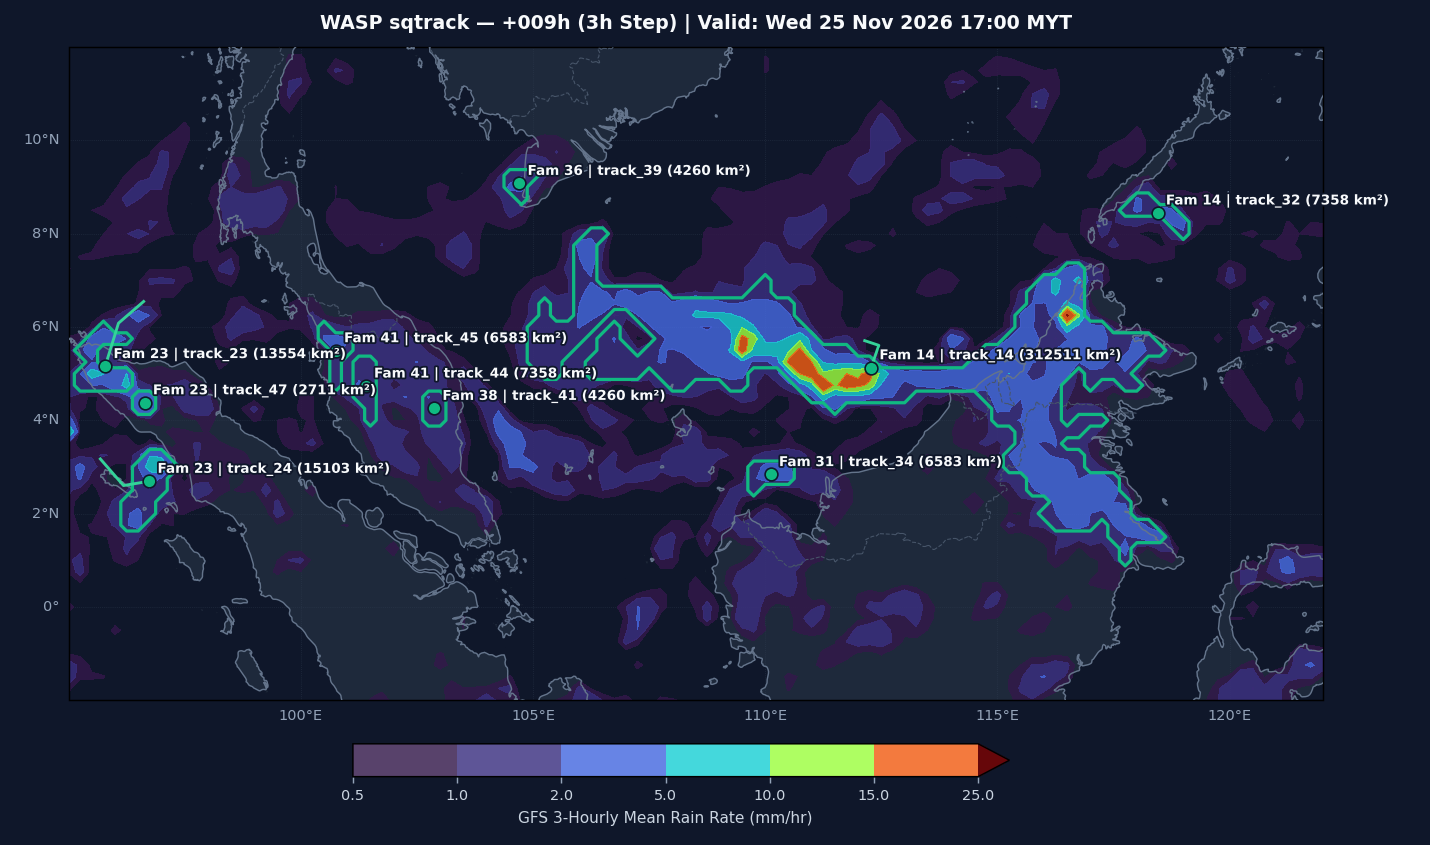 WASP sqtrack — +009h (3h Step) | Valid: Wed 25 Nov 2026 17:00 MYT
10°N
8°N
6°N
4°N
2°N
0°
Fam 36 | track_39 (4260 km²)
Fam 14 | track_32 (7358 km²)
Fam 41 | track_45 (6583 km²)
Fam 23 | track_23 (13554 km²)
Fam 14 | track_14 (312511 km²)
Fam 41 | track_44 (7358 km²)
Fam 23 | track_47 (2711 km²)
Fam 38 | track_41 (4260 km²)
Fam 31 | track_34 (6583 km²)
Fam 23 | track_24 (15103 km²)
100°E 105°E 110°E 115°E 120°E
0.5 1.0 2.0 5.0 10.0 15.0 25.0
GFS 3-Hourly Mean Rain Rate (mm/hr)